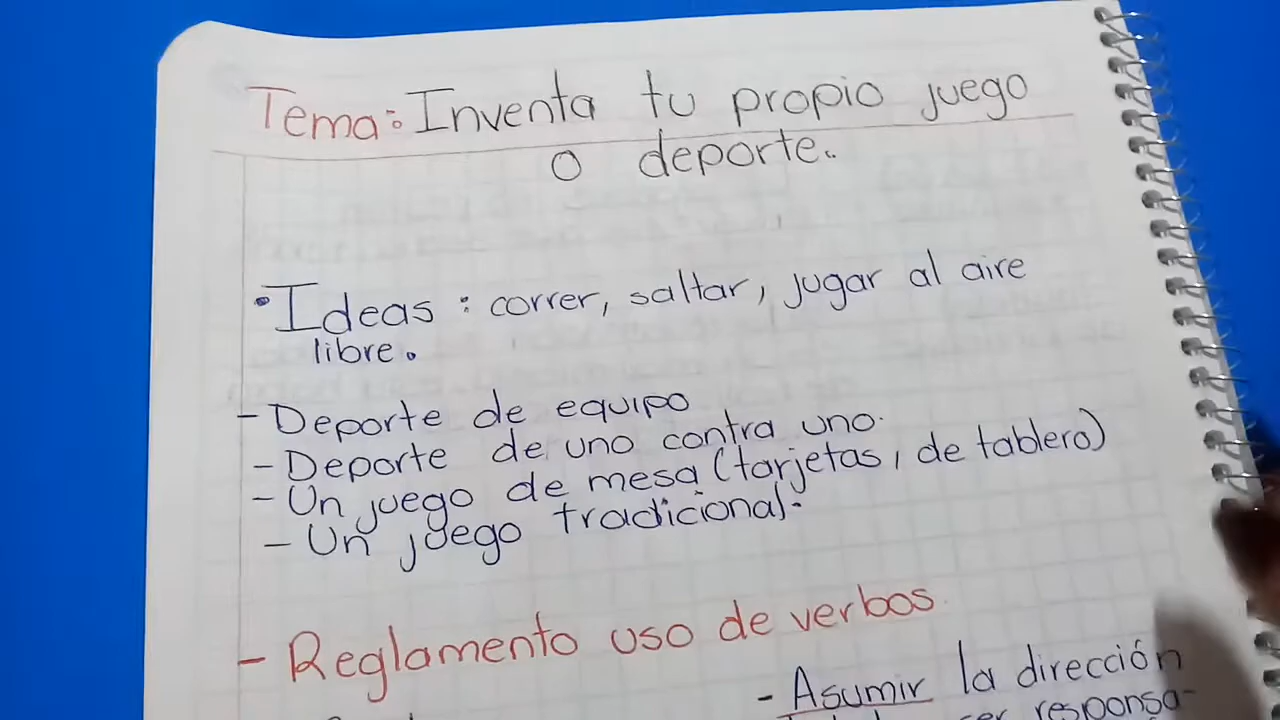 Tema: Inventa tu propio juego
o deporte.
• Ideas : correr, saltar, jugar al aire
libre.
- Deporte de equipo
- Deporte de uno contra uno.
- Un juego de mesa (tarjetas, de tablero)
- Un juego tradicional.
- Reglamento uso de verbos.
- Asumir la dirección
ser responsa-